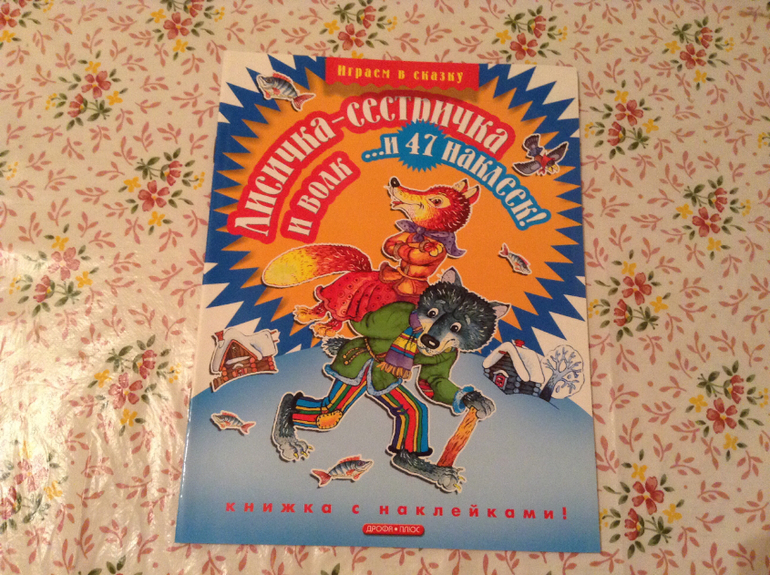 Играем в сказку
Лисичка-сестричка
и волк
...и 47 наклеек!
книжка с наклейками!
ДРОФА • ПЛЮС